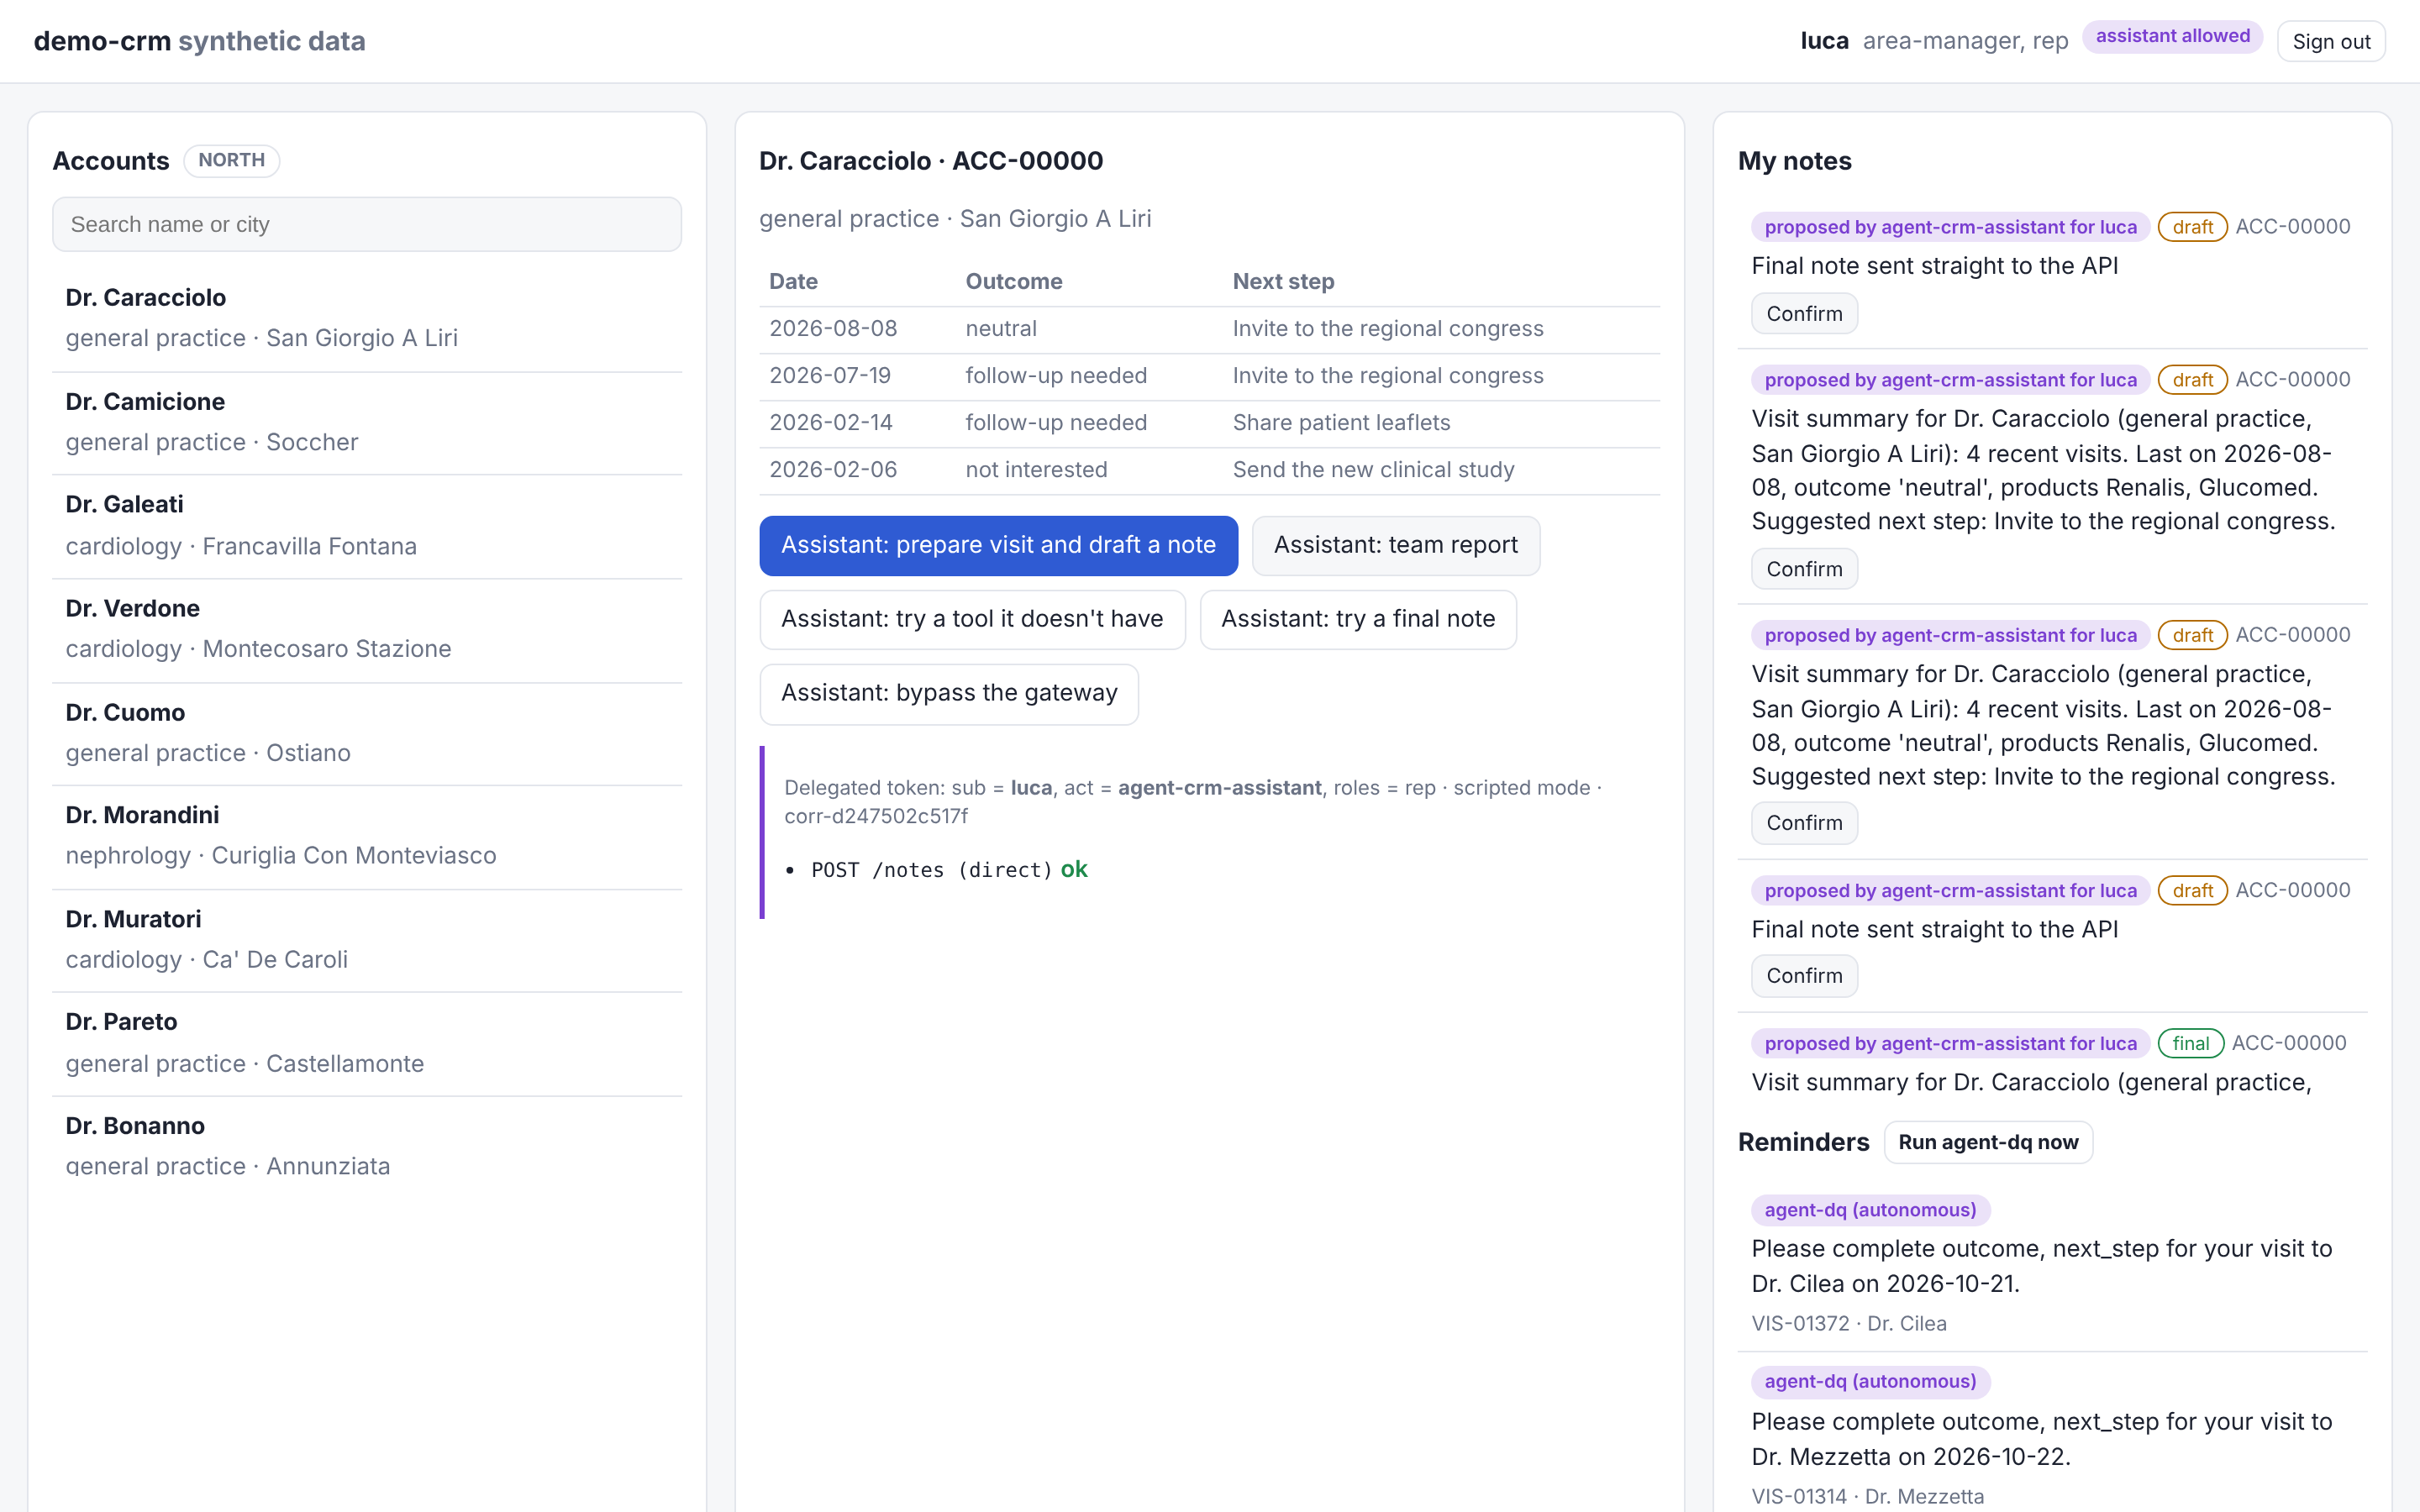 demo-crm synthetic data
luca area-manager, rep assistant allowed Sign out
Accounts NORTH
Search name or city
Dr. Caracciolo
general practice · San Giorgio A Liri
Dr. Camicione
general practice · Soccher
Dr. Galeati
cardiology · Francavilla Fontana
Dr. Verdone
cardiology · Montecosaro Stazione
Dr. Cuomo
general practice · Ostiano
Dr. Morandini
nephrology · Curiglia Con Monteviasco
Dr. Muratori
cardiology · Ca' De Caroli
Dr. Pareto
general practice · Castellamonte
Dr. Bonanno
general practice · Annunziata
Dr. Caracciolo · ACC-00000
general practice · San Giorgio A Liri
Date Outcome Next step
2026-08-08 neutral Invite to the regional congress
2026-07-19 follow-up needed Invite to the regional congress
2026-02-14 follow-up needed Share patient leaflets
2026-02-06 not interested Send the new clinical study
Assistant: prepare visit and draft a note Assistant: team report
Assistant: try a tool it doesn't have Assistant: try a final note
Assistant: bypass the gateway
Delegated token: sub = luca, act = agent-crm-assistant, roles = rep · scripted mode ·
corr-d247502c517f
• POST /notes (direct) ok
My notes
proposed by agent-crm-assistant for luca draft ACC-00000
Final note sent straight to the API
Confirm
proposed by agent-crm-assistant for luca draft ACC-00000
Visit summary for Dr. Caracciolo (general practice,
San Giorgio A Liri): 4 recent visits. Last on 2026-08-
08, outcome 'neutral', products Renalis, Glucomed.
Suggested next step: Invite to the regional congress.
Confirm
proposed by agent-crm-assistant for luca draft ACC-00000
Visit summary for Dr. Caracciolo (general practice,
San Giorgio A Liri): 4 recent visits. Last on 2026-08-
08, outcome 'neutral', products Renalis, Glucomed.
Suggested next step: Invite to the regional congress.
Confirm
proposed by agent-crm-assistant for luca draft ACC-00000
Final note sent straight to the API
Confirm
proposed by agent-crm-assistant for luca final ACC-00000
Visit summary for Dr. Caracciolo (general practice,
Reminders Run agent-dq now
agent-dq (autonomous)
Please complete outcome, next_step for your visit to
Dr. Cilea on 2026-10-21.
VIS-01372 · Dr. Cilea
agent-dq (autonomous)
Please complete outcome, next_step for your visit to
Dr. Mezzetta on 2026-10-22.
VIS-01314 · Dr. Mezzetta